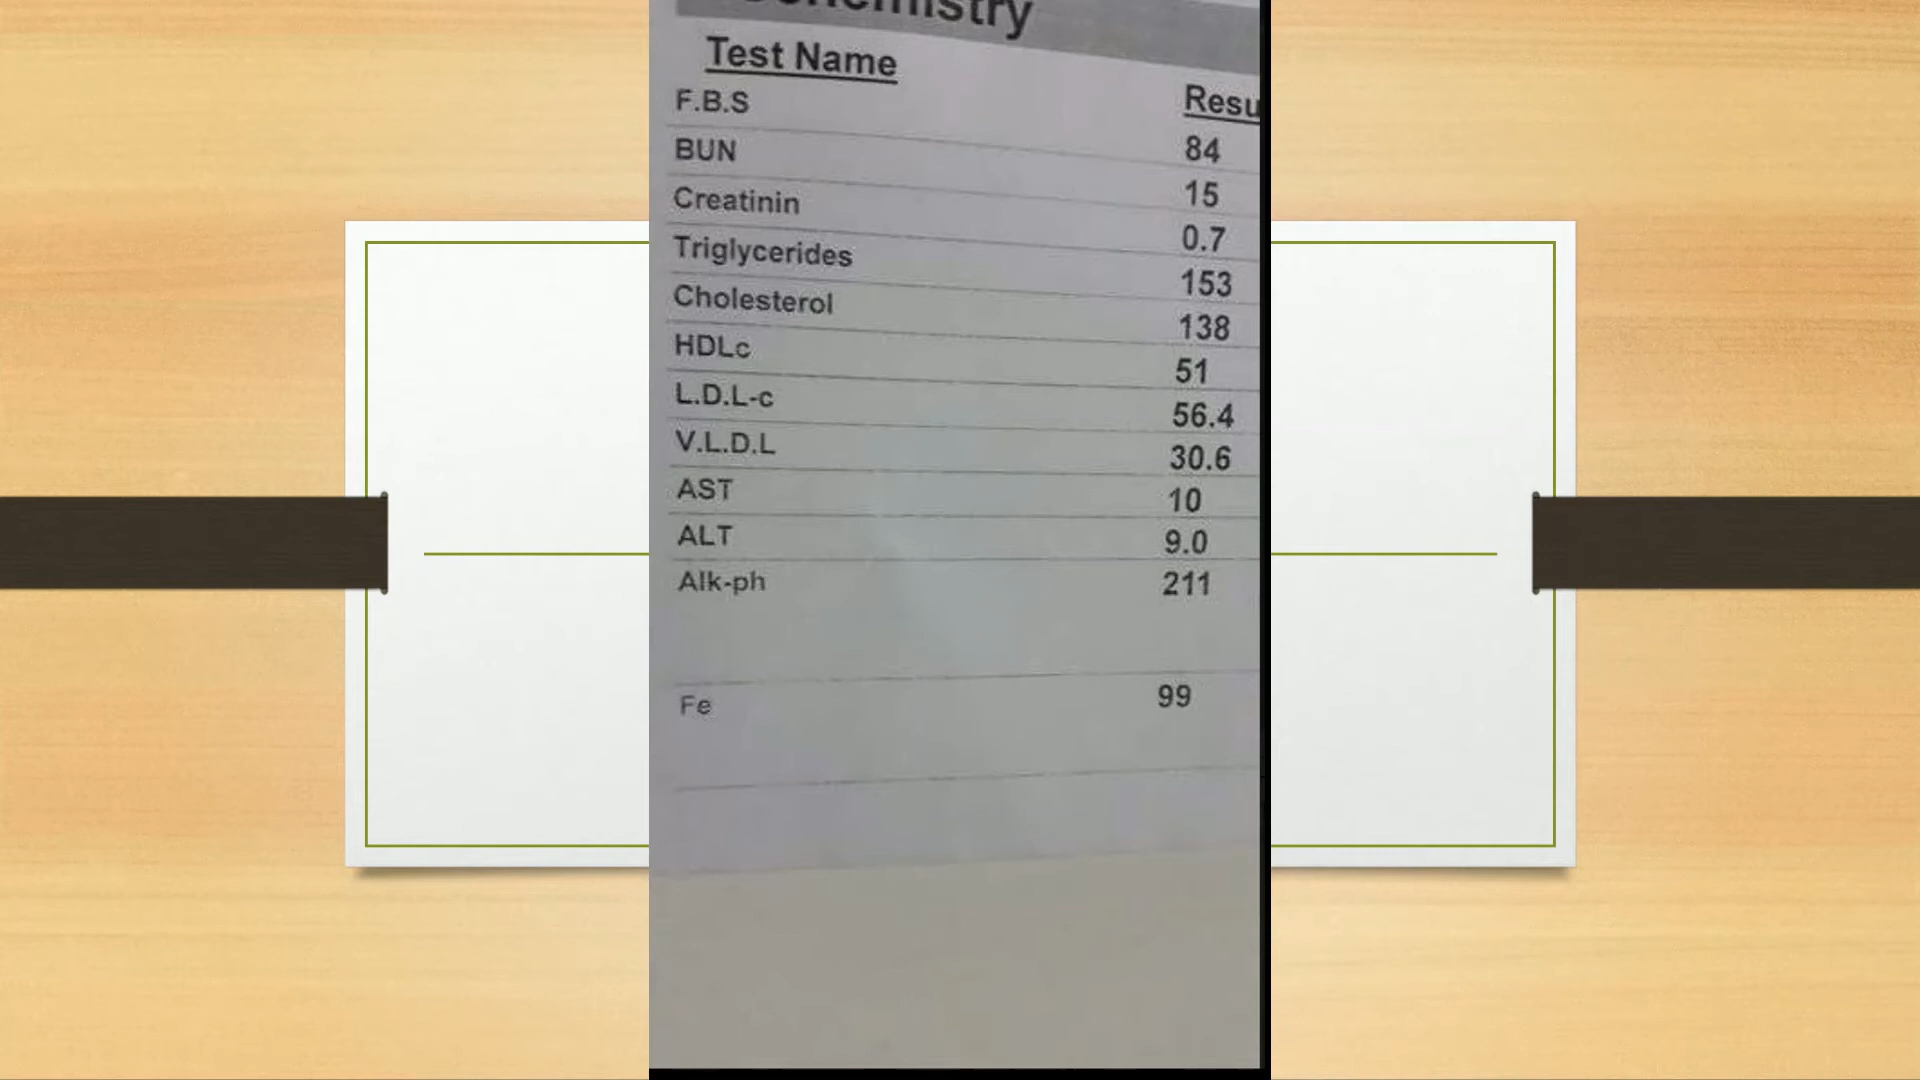 Test Name Resu
F.B.S 84
BUN 15
Creatinin 0.7
Triglycerides 153
Cholesterol 138
HDLc 51
L.D.L-c 56.4
V.L.D.L 30.6
AST 10
ALT 9.0
Alk-ph 211
Fe 99